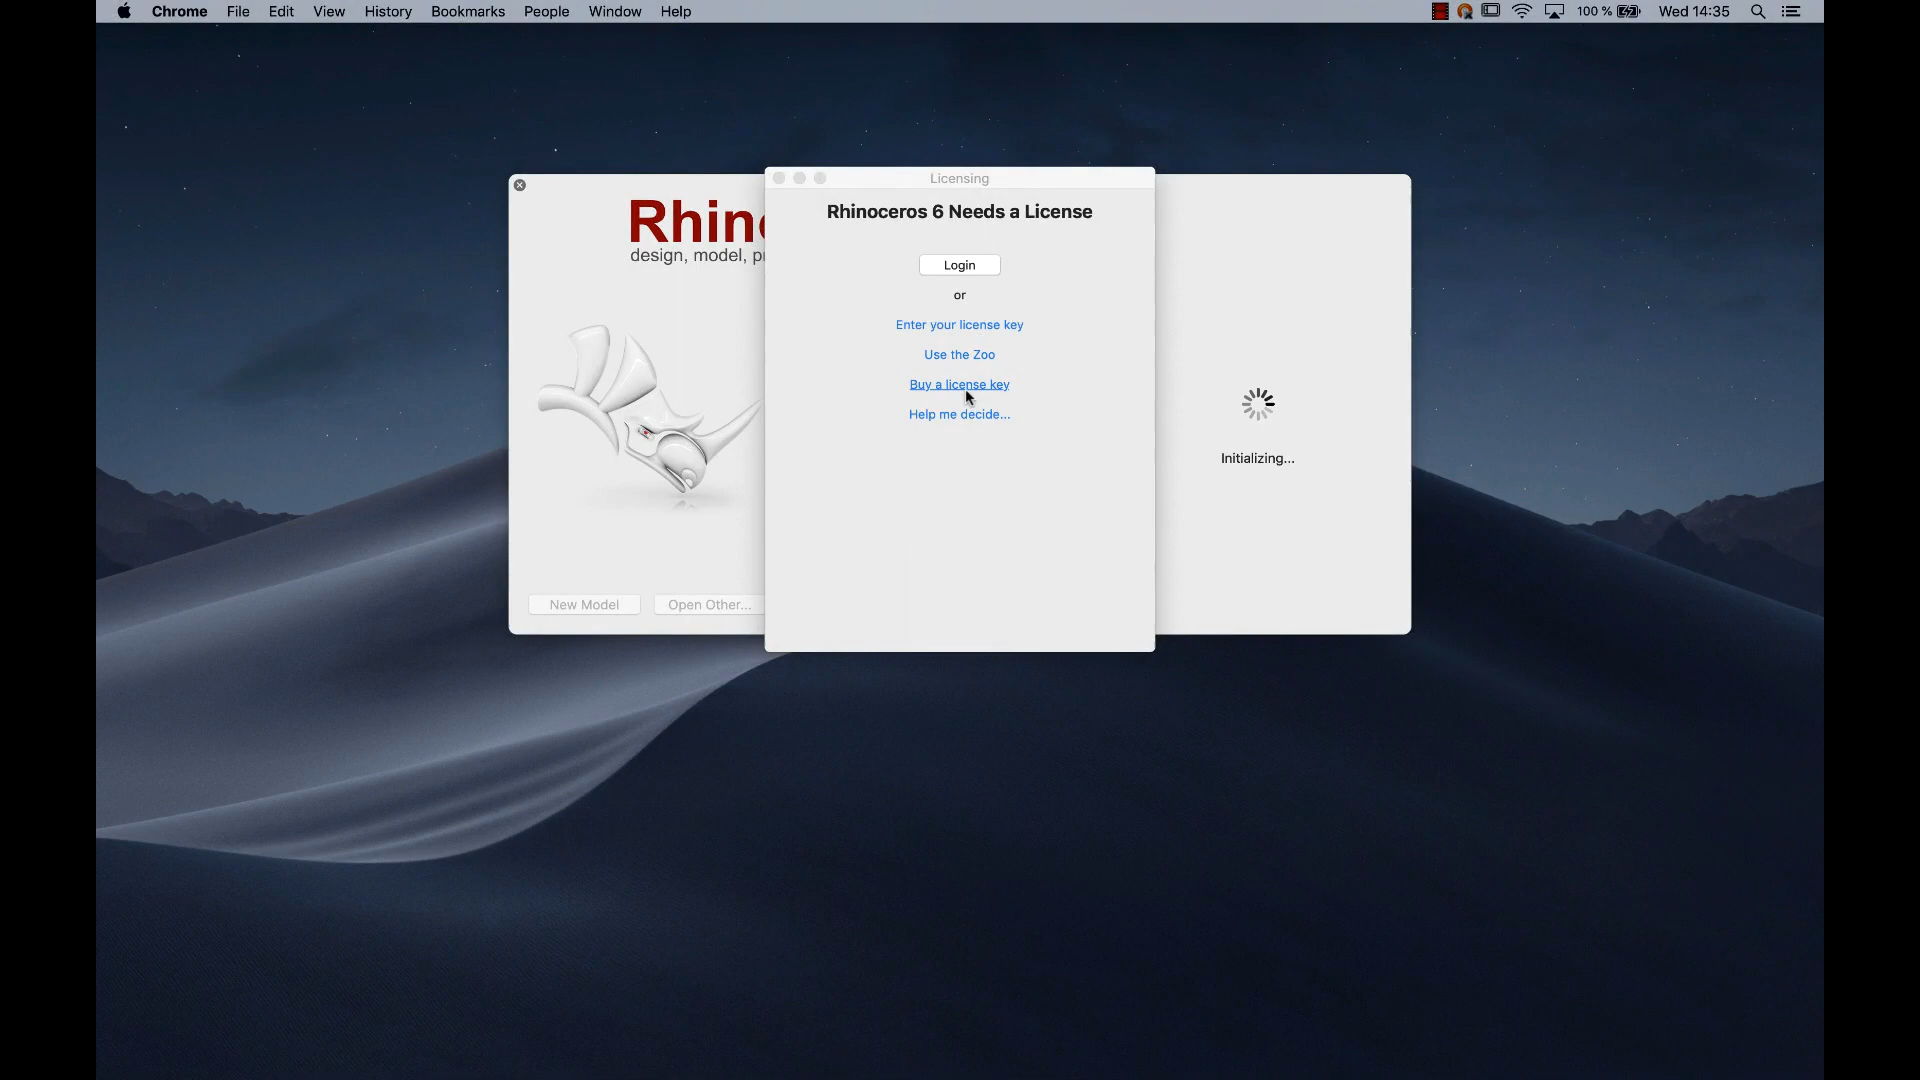 Chrome File Edit View History Bookmarks People Window Help 100 % Wed 14:35
Licensing
Rhinoceros 6 Needs a License
Login
or
Enter your license key
Use the Zoo
Buy a license key
Help me decide...
Rhin
design, model, p
Initializing...
New Model Open Other...